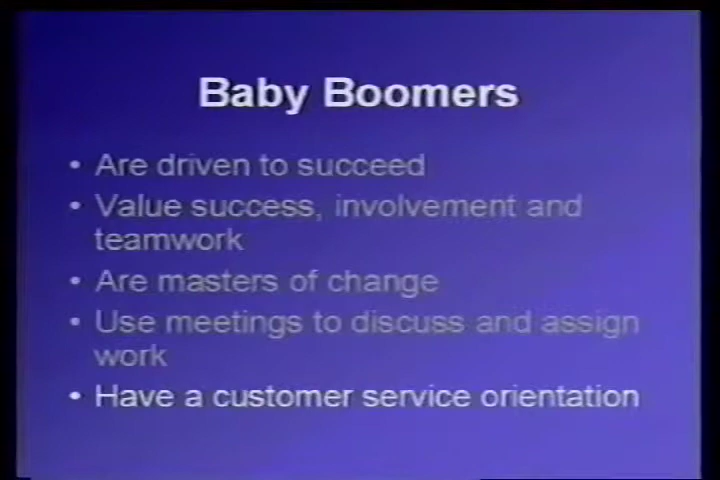 Baby Boomers
• Are driven to succeed
• Value success, involvement and
teamwork
• Are masters of change
• Use meetings to discuss and assign
work
• Have a customer service orientation